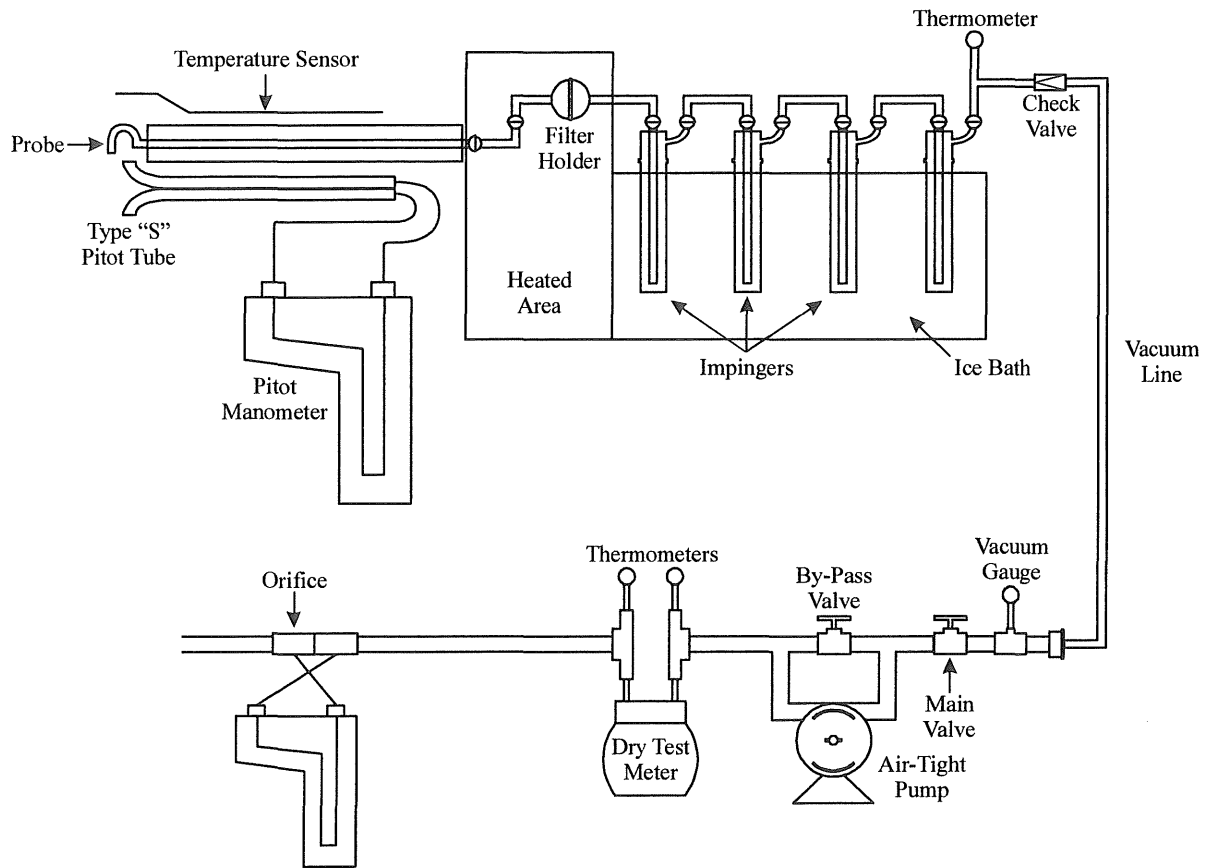 Thermometer
Temperature Sensor
Check
Valve
Probe
Filter
Holder
Type “S”
Pitot Tube
Heated
Area
Impingers
Ice Bath
Vacuum
Line
Pitot
Manometer
Thermometers
Vacuum
Gauge
By-Pass
Valve
Orifice
Main
Valve
Dry Test
Meter
Air-Tight
Pump